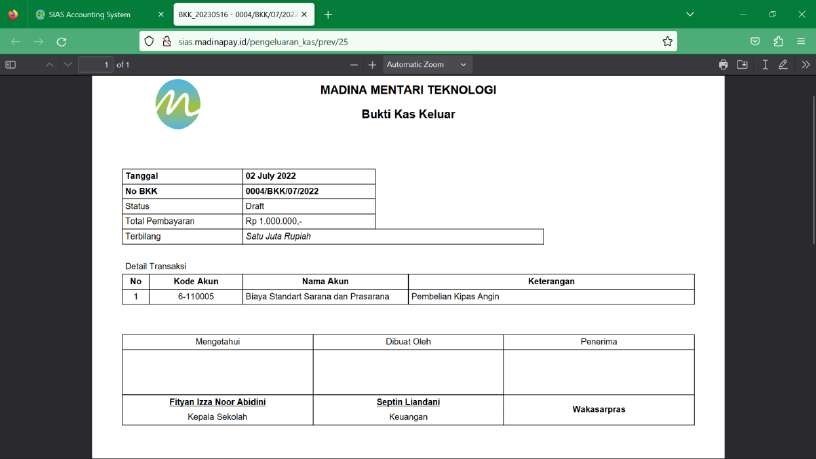 SIAS Accounting System
BKK_20230516 - 0004/BKK/07/202
sias.madinapay.id/pengeluaran_kas/prev/25
1 of 1
Automatic Zoom
MADINA MENTARI TEKNOLOGI
Bukti Kas Keluar
Tanggal 02 July 2022
No BKK 0004/BKK/07/2022
Status Draft
Total Pembayaran Rp 1.000.000,-
Terbilang Satu Juta Rupiah
Detail Transaksi
No Kode Akun Nama Akun Keterangan
1 6-110005 Biaya Standart Sarana dan Prasarana Pembelian Kipas Angin
Mengetahui Dibuat Oleh Penerima
Fityan Izza Noor Abidini Septin Liandani
Wakasarpras
Kepala Sekolah Keuangan